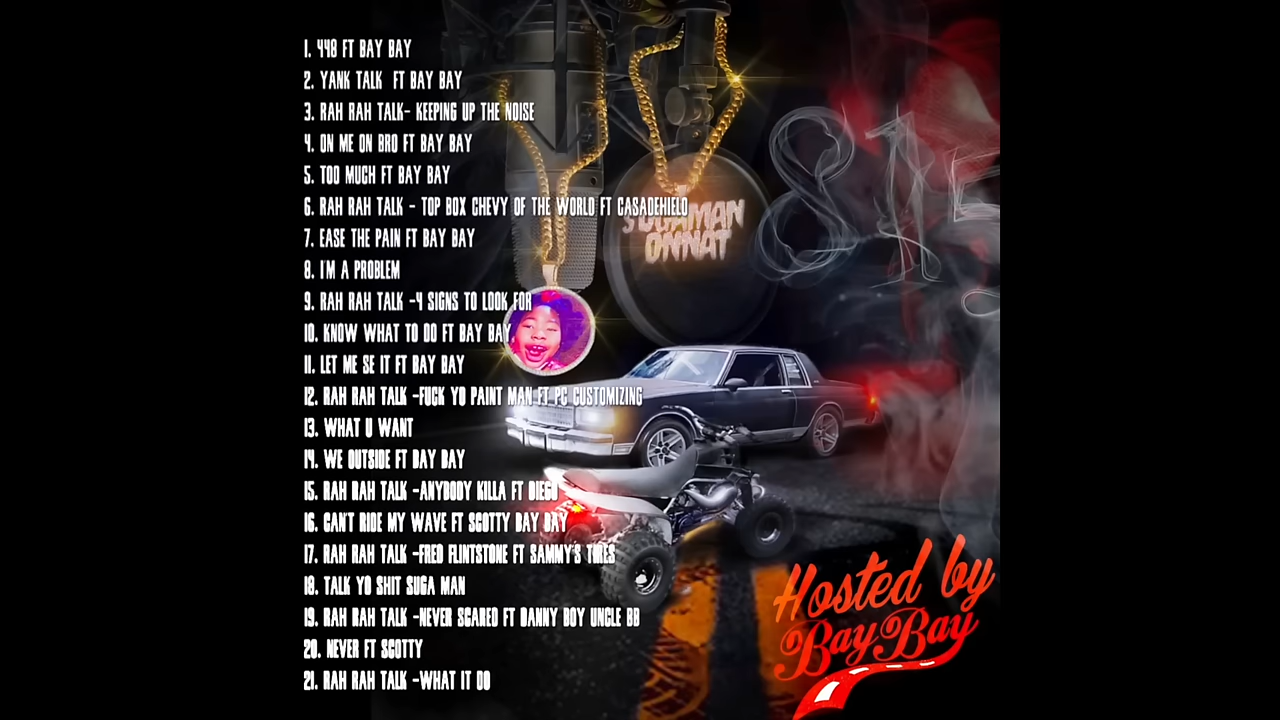 1. 448 FT BAY BAY
2. YANK TALK FT BAY BAY
3. RAH RAH TALK- KEEPING UP THE NOISE
4. ON ME ON BRO FT BAY BAY
5. TOO MUCH FT BAY BAY
6. RAH RAH TALK - TOP BOX CHEVY OF THE WORLD FT CASADEHIELO
7. EASE THE PAIN FT BAY BAY
8. I'M A PROBLEM
9. RAH RAH TALK -4 SIGNS TO LOOK FOR
10. KNOW WHAT TO DO FT BAY BAY
11. LET ME SE IT FT BAY BAY
12. RAH RAH TALK -FUCK YO PAINT MAN FT PC CUSTOMIZING
13. WHAT U WANT
14. WE OUTSIDE FT BAY BAY
15. RAH RAH TALK -ANYBODY KILLA FT DIEGO
16. CAN'T RIDE MY WAVE FT SCOTTY BAY BAY
17. RAH RAH TALK -FRED FLINTSTONE FT SAMMY'S TIRES
18. TALK YO SHIT SUGA MAN
19. RAH RAH TALK -NEVER SCARED FT DANNY BOY UNCLE BB
20. NEVER FT SCOTTY
21. RAH RAH TALK -WHAT IT DO
SUGAMAN
ONNAT
815
Hosted by
Bay Bay